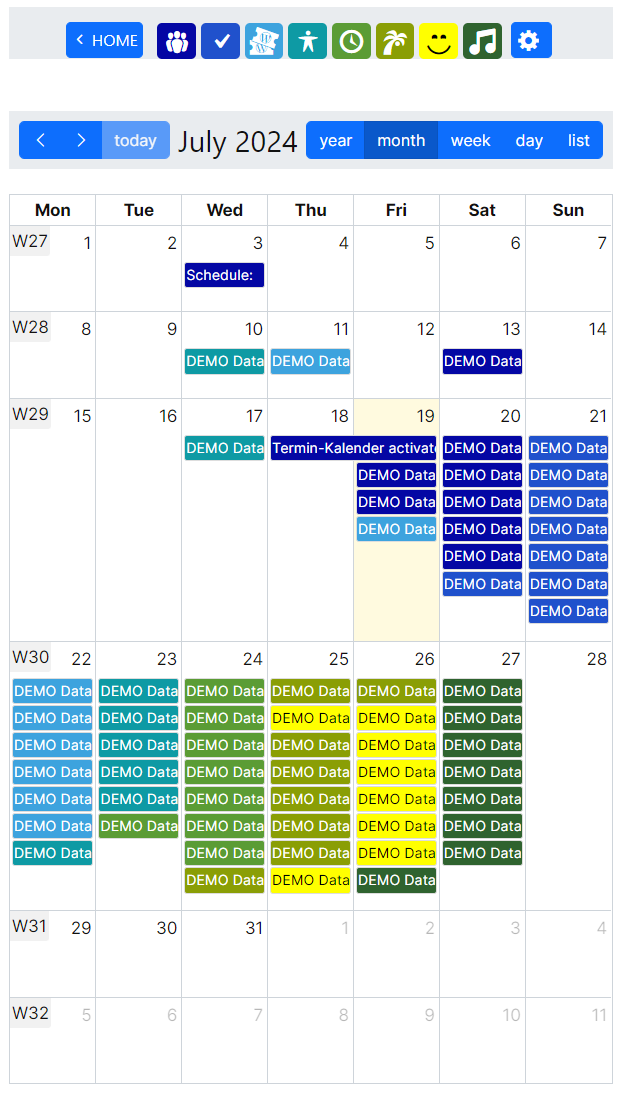 HOME
today July 2024 year month week day list
Mon Tue Wed Thu Fri Sat Sun
W27 1 2 3 4 5 6 7
Schedule:
W28 8 9 10 11 12 13 14
DEMO Data DEMO Data DEMO Data
W29 15 16 17 18 19 20 21
DEMO Data Termin-Kalender activat DEMO Data DEMO Data
DEMO Data DEMO Data DEMO Data
DEMO Data DEMO Data DEMO Data
DEMO Data DEMO Data DEMO Data
DEMO Data DEMO Data
DEMO Data DEMO Data
DEMO Data
W30 22 23 24 25 26 27 28
DEMO Data DEMO Data DEMO Data DEMO Data DEMO Data DEMO Data
DEMO Data DEMO Data DEMO Data DEMO Data DEMO Data DEMO Data
DEMO Data DEMO Data DEMO Data DEMO Data DEMO Data DEMO Data
DEMO Data DEMO Data DEMO Data DEMO Data DEMO Data DEMO Data
DEMO Data DEMO Data DEMO Data DEMO Data DEMO Data DEMO Data
DEMO Data DEMO Data DEMO Data DEMO Data DEMO Data DEMO Data
DEMO Data DEMO Data DEMO Data DEMO Data DEMO Data
DEMO Data DEMO Data DEMO Data
W31 29 30 31 1 2 3 4
W32 5 6 7 8 9 10 11